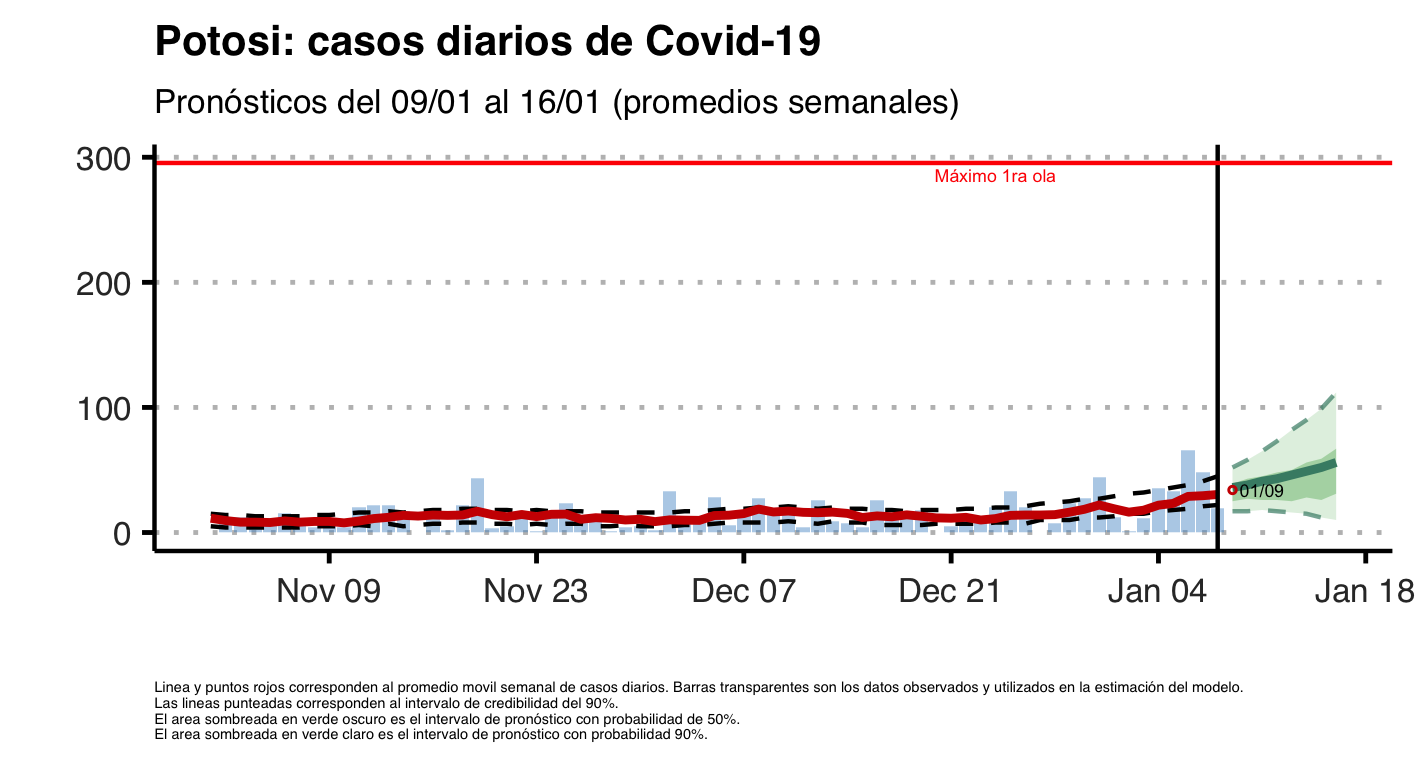 Potosi: casos diarios de Covid-19
Pronósticos del 09/01 al 16/01 (promedios semanales)
300
Máximo 1ra ola
200
100
01/09
0
Nov 09 Nov 23 Dec 07 Dec 21 Jan 04 Jan 18
Linea y puntos rojos corresponden al promedio movil semanal de casos diarios. Barras transparentes son los datos observados y utilizados en la estimación del modelo.
Las lineas punteadas corresponden al intervalo de credibilidad del 90%.
El area sombreada en verde oscuro es el intervalo de pronóstico con probabilidad de 50%.
El area sombreada en verde claro es el intervalo de pronóstico con probabilidad 90%.